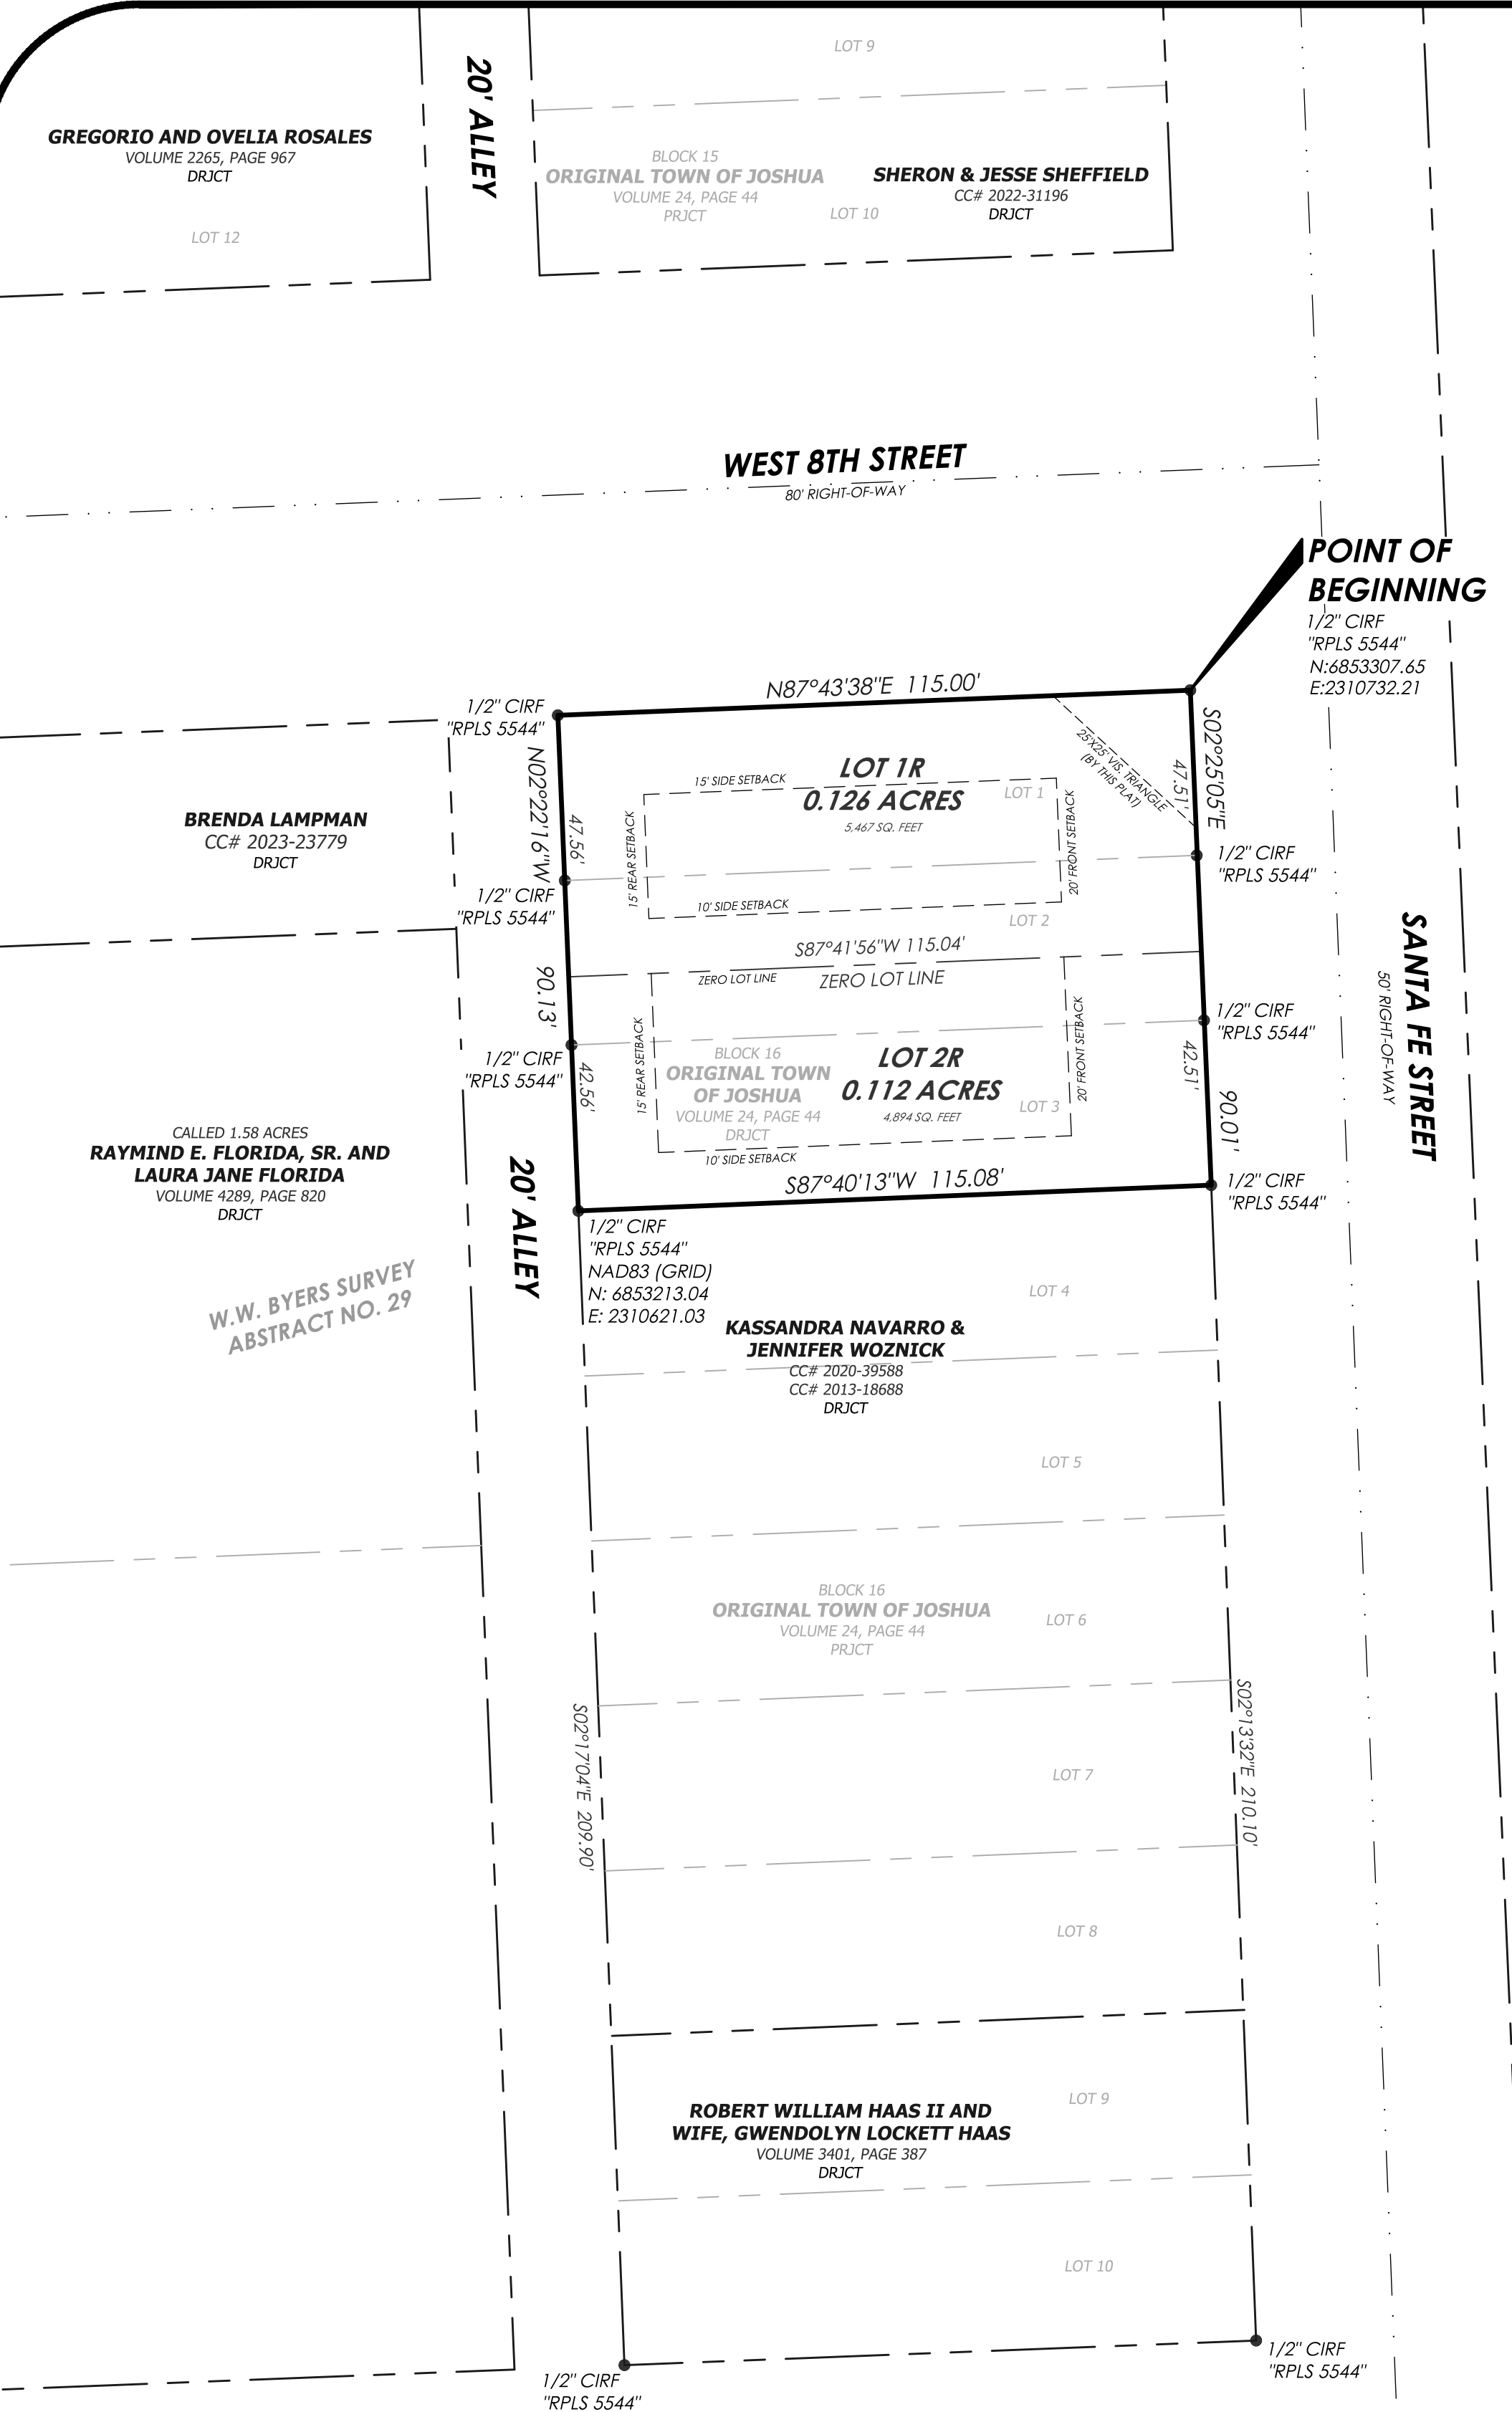 LOT 9
20' ALLEY
GREGORIO AND OVELIA ROSALES
VOLUME 2265, PAGE 967
DRJCT
LOT 12
BLOCK 15
ORIGINAL TOWN OF JOSHUA
VOLUME 24, PAGE 44
PRJCT
LOT 10
SHERON & JESSE SHEFFIELD
CC# 2022-31196
DRJCT
WEST 8TH STREET
80' RIGHT-OF-WAY
POINT OF
BEGINNING
1/2" CIRF
"RPLS 5544"
N:6853307.65
E:2310732.21
N87°43'38"E 115.00'
1/2" CIRF
"RPLS 5544"
S02°25'05"E
47.51'
25'X25' VIS. TRIANGLE
(BY THIS PLAT)
N02°22'16"W
47.56'
LOT 1R
0.126 ACRES
5,467 SQ. FEET
15' SIDE SETBACK
LOT 1
15' REAR SETBACK
20' FRONT SETBACK
BRENDA LAMPMAN
CC# 2023-23779
DRJCT
1/2" CIRF
"RPLS 5544"
1/2" CIRF
"RPLS 5544"
10' SIDE SETBACK
LOT 2
S87°41'56"W 115.04'
ZERO LOT LINE
ZERO LOT LINE
90.13'
SANTA FE STREET
50' RIGHT-OF-WAY
1/2" CIRF
"RPLS 5544"
1/2" CIRF
"RPLS 5544"
42.56'
15' REAR SETBACK
BLOCK 16
ORIGINAL TOWN
OF JOSHUA
VOLUME 24, PAGE 44
DRJCT
LOT 2R
0.112 ACRES
4,894 SQ. FEET
LOT 3
20' FRONT SETBACK
42.51'
90.01'
10' SIDE SETBACK
S87°40'13"W 115.08'
1/2" CIRF
"RPLS 5544"
CALLED 1.58 ACRES
RAYMIND E. FLORIDA, SR. AND
LAURA JANE FLORIDA
VOLUME 4289, PAGE 820
DRJCT
20' ALLEY
1/2" CIRF
"RPLS 5544"
NAD83 (GRID)
N: 6853213.04
E: 2310621.03
W.W. BYERS SURVEY
ABSTRACT NO. 29
LOT 4
KASSANDRA NAVARRO &
JENNIFER WOZNICK
CC# 2020-39588
CC# 2013-18688
DRJCT
LOT 5
BLOCK 16
ORIGINAL TOWN OF JOSHUA
VOLUME 24, PAGE 44
PRJCT
LOT 6
S02°17'04"E 209.90'
S02°13'32"E 210.10'
LOT 7
LOT 8
LOT 9
ROBERT WILLIAM HAAS II AND
WIFE, GWENDOLYN LOCKETT HAAS
VOLUME 3401, PAGE 387
DRJCT
LOT 10
1/2" CIRF
"RPLS 5544"
1/2" CIRF
"RPLS 5544"